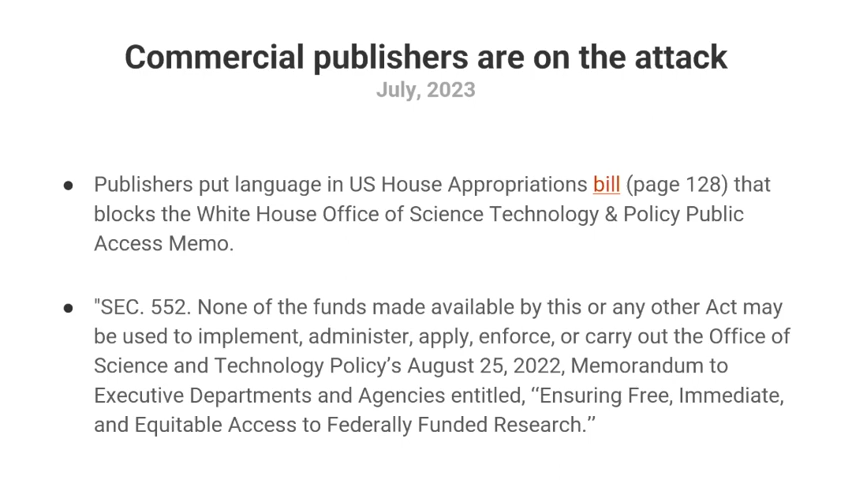 Commercial publishers are on the attack
July, 2023
● Publishers put language in US House Appropriations bill (page 128) that
blocks the White House Office of Science Technology & Policy Public
Access Memo.
● "SEC. 552. None of the funds made available by this or any other Act may
be used to implement, administer, apply, enforce, or carry out the Office of
Science and Technology Policy’s August 25, 2022, Memorandum to
Executive Departments and Agencies entitled, ‘‘Ensuring Free, Immediate,
and Equitable Access to Federally Funded Research.’’